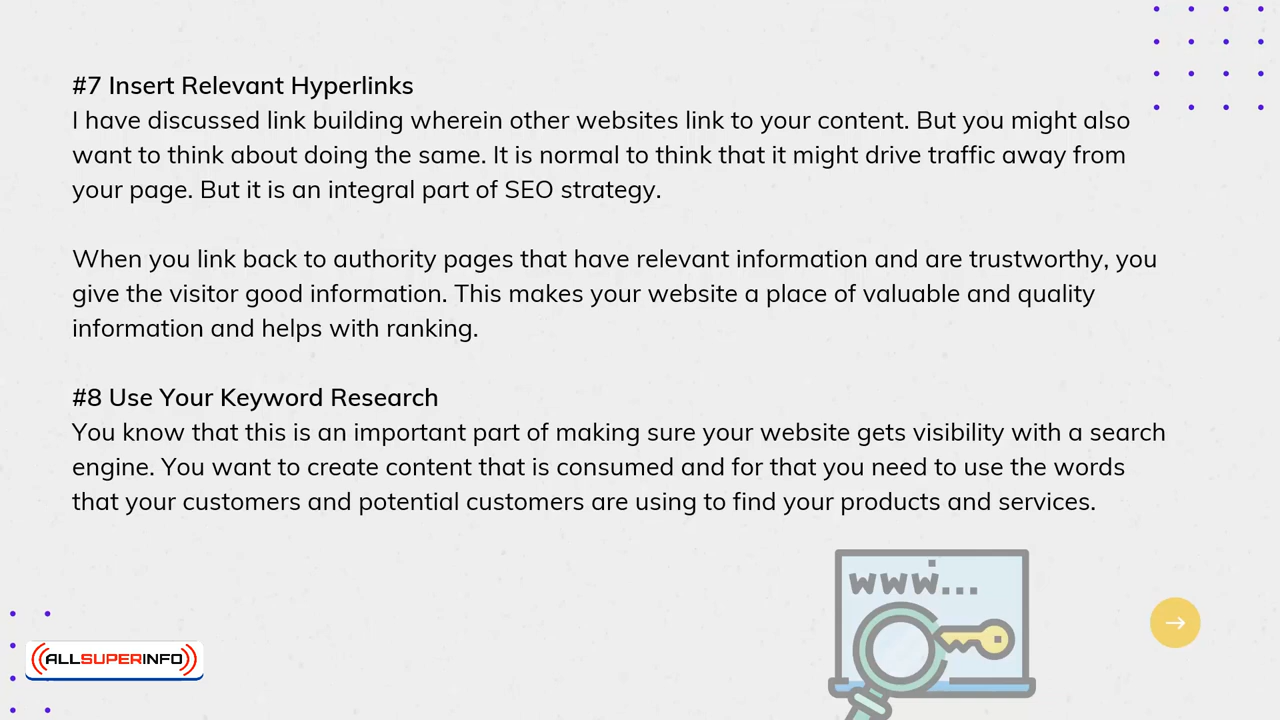 #7 Insert Relevant Hyperlinks
I have discussed link building wherein other websites link to your content. But you might also
want to think about doing the same. It is normal to think that it might drive traffic away from
your page. But it is an integral part of SEO strategy.
When you link back to authority pages that have relevant information and are trustworthy, you
give the visitor good information. This makes your website a place of valuable and quality
information and helps with ranking.
#8 Use Your Keyword Research
You know that this is an important part of making sure your website gets visibility with a search
engine. You want to create content that is consumed and for that you need to use the words
that your customers and potential customers are using to find your products and services.
www...
ALLSUPERINFO